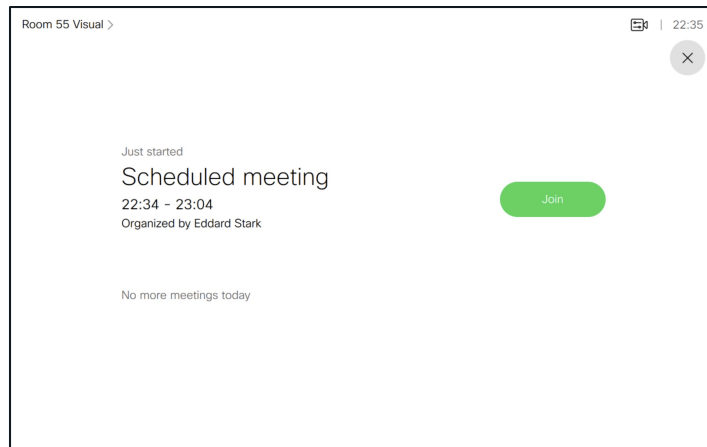 Room 55 Visual >
22:35
Just started
Scheduled meeting
22:34 - 23:04
Organized by Eddard Stark
Join
No more meetings today